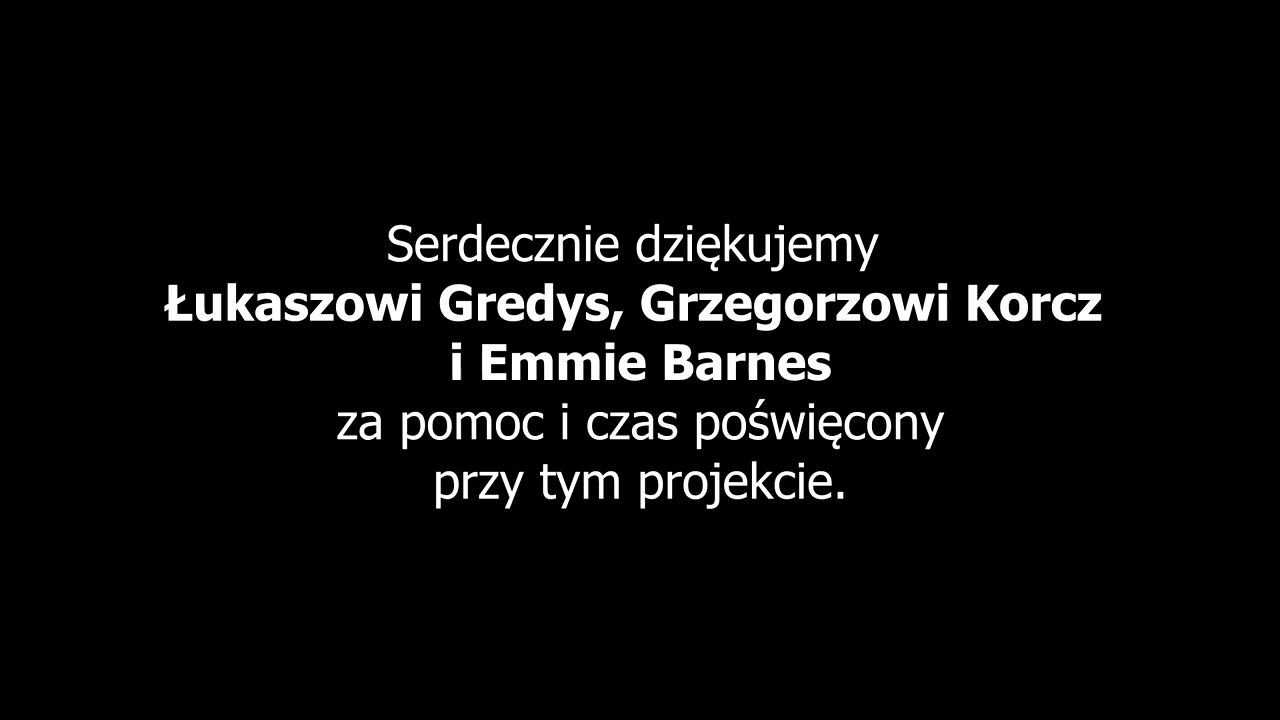 Serdecznie dziękujemy
Łukaszowi Gredys, Grzegorzowi Korcz
i Emmie Barnes
za pomoc i czas poświęcony
przy tym projekcie.